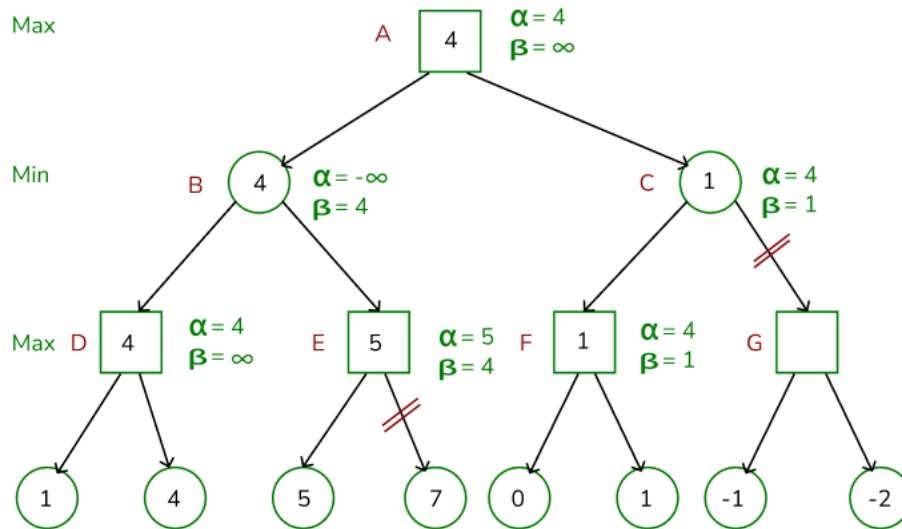 Max
A
4
α = 4
β = ∞
Min
B
4
α = -∞
β = 4
C
1
α = 4
β = 1
Max
D
4
α = 4
β = ∞
E
5
α = 5
β = 4
F
1
α = 4
β = 1
G
1
4
5
7
0
1
-1
-2